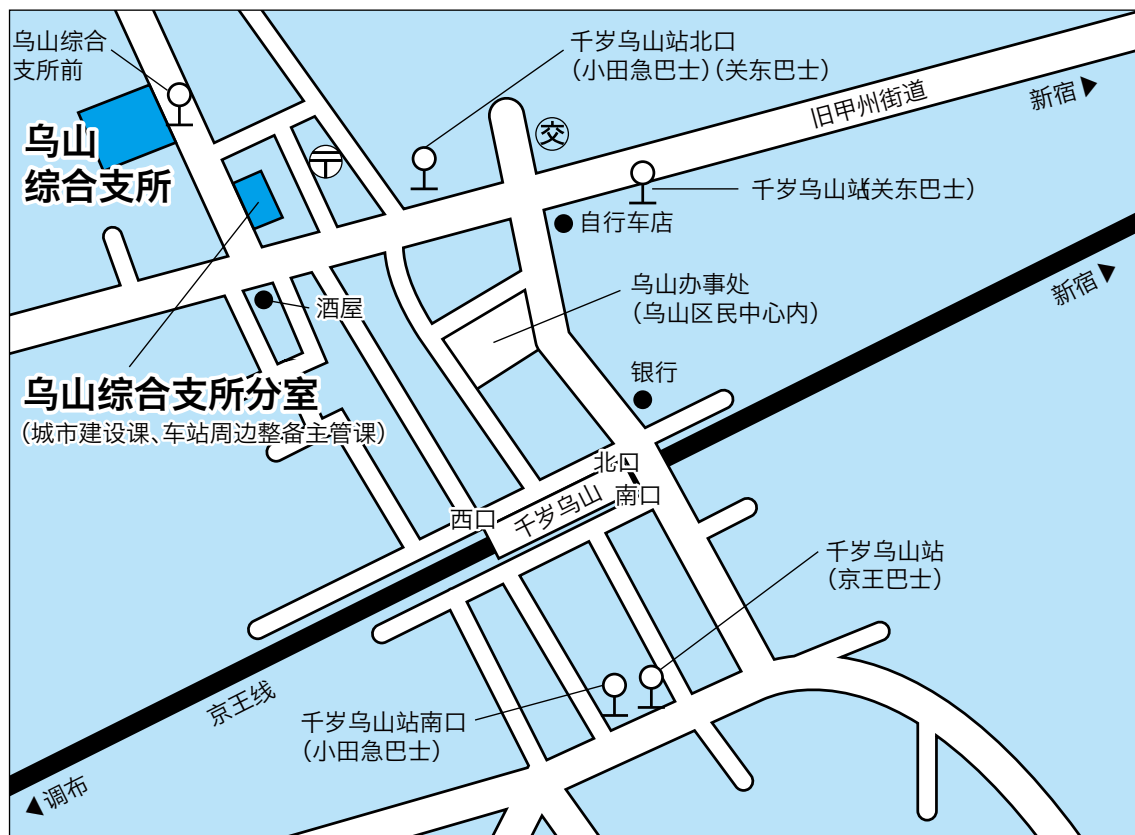 乌山综合
支所前
千岁乌山站北口
（小田急巴士）（关东巴士）
新宿▶
旧甲州街道
交
〒
乌山
综合支所
千岁乌山站（关东巴士）
自行车店
乌山办事处
（乌山区民中心内）
新宿▶
酒屋
银行
乌山综合支所分室
（城市建设课、车站周边整备主管课）
北口
南口
千岁乌山
西口
千岁乌山站
（京王巴士）
京王线
千岁乌山站南口
（小田急巴士）
◀调布